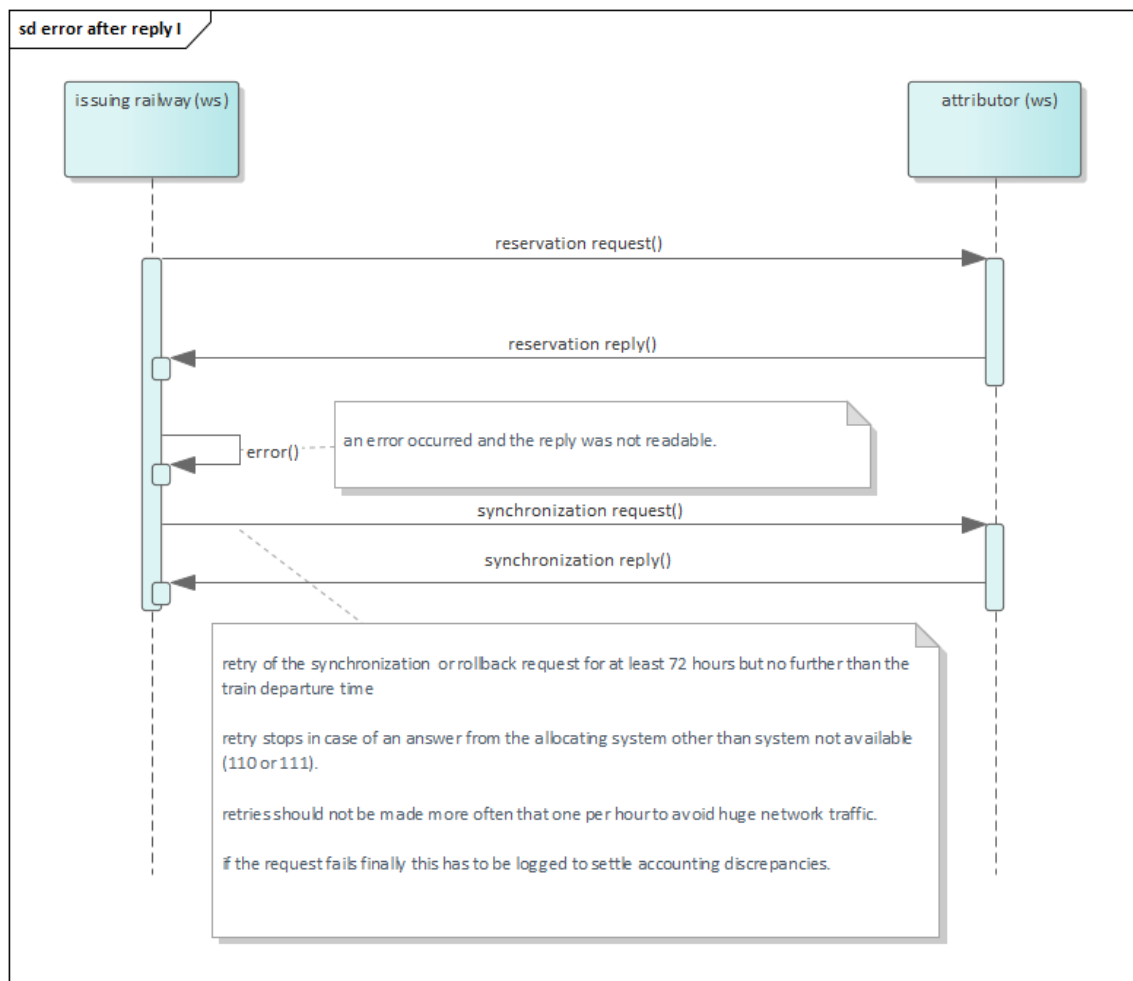 sd error after reply I
issuing railway (ws)
attributor (ws)
reservation request()
reservation reply()
an error occurred and the reply was not readable.
error()
synchronization request()
synchronization reply()
retry of the synchronization or rollback request for at least 72 hours but no further than the
train departure time
retry stops in case of an answer from the allocating system other than system not available
(110 or 111).
retries should not be made more often that one per hour to avoid huge network traffic.
if the request fails finally this has to be logged to settle accounting discrepancies.